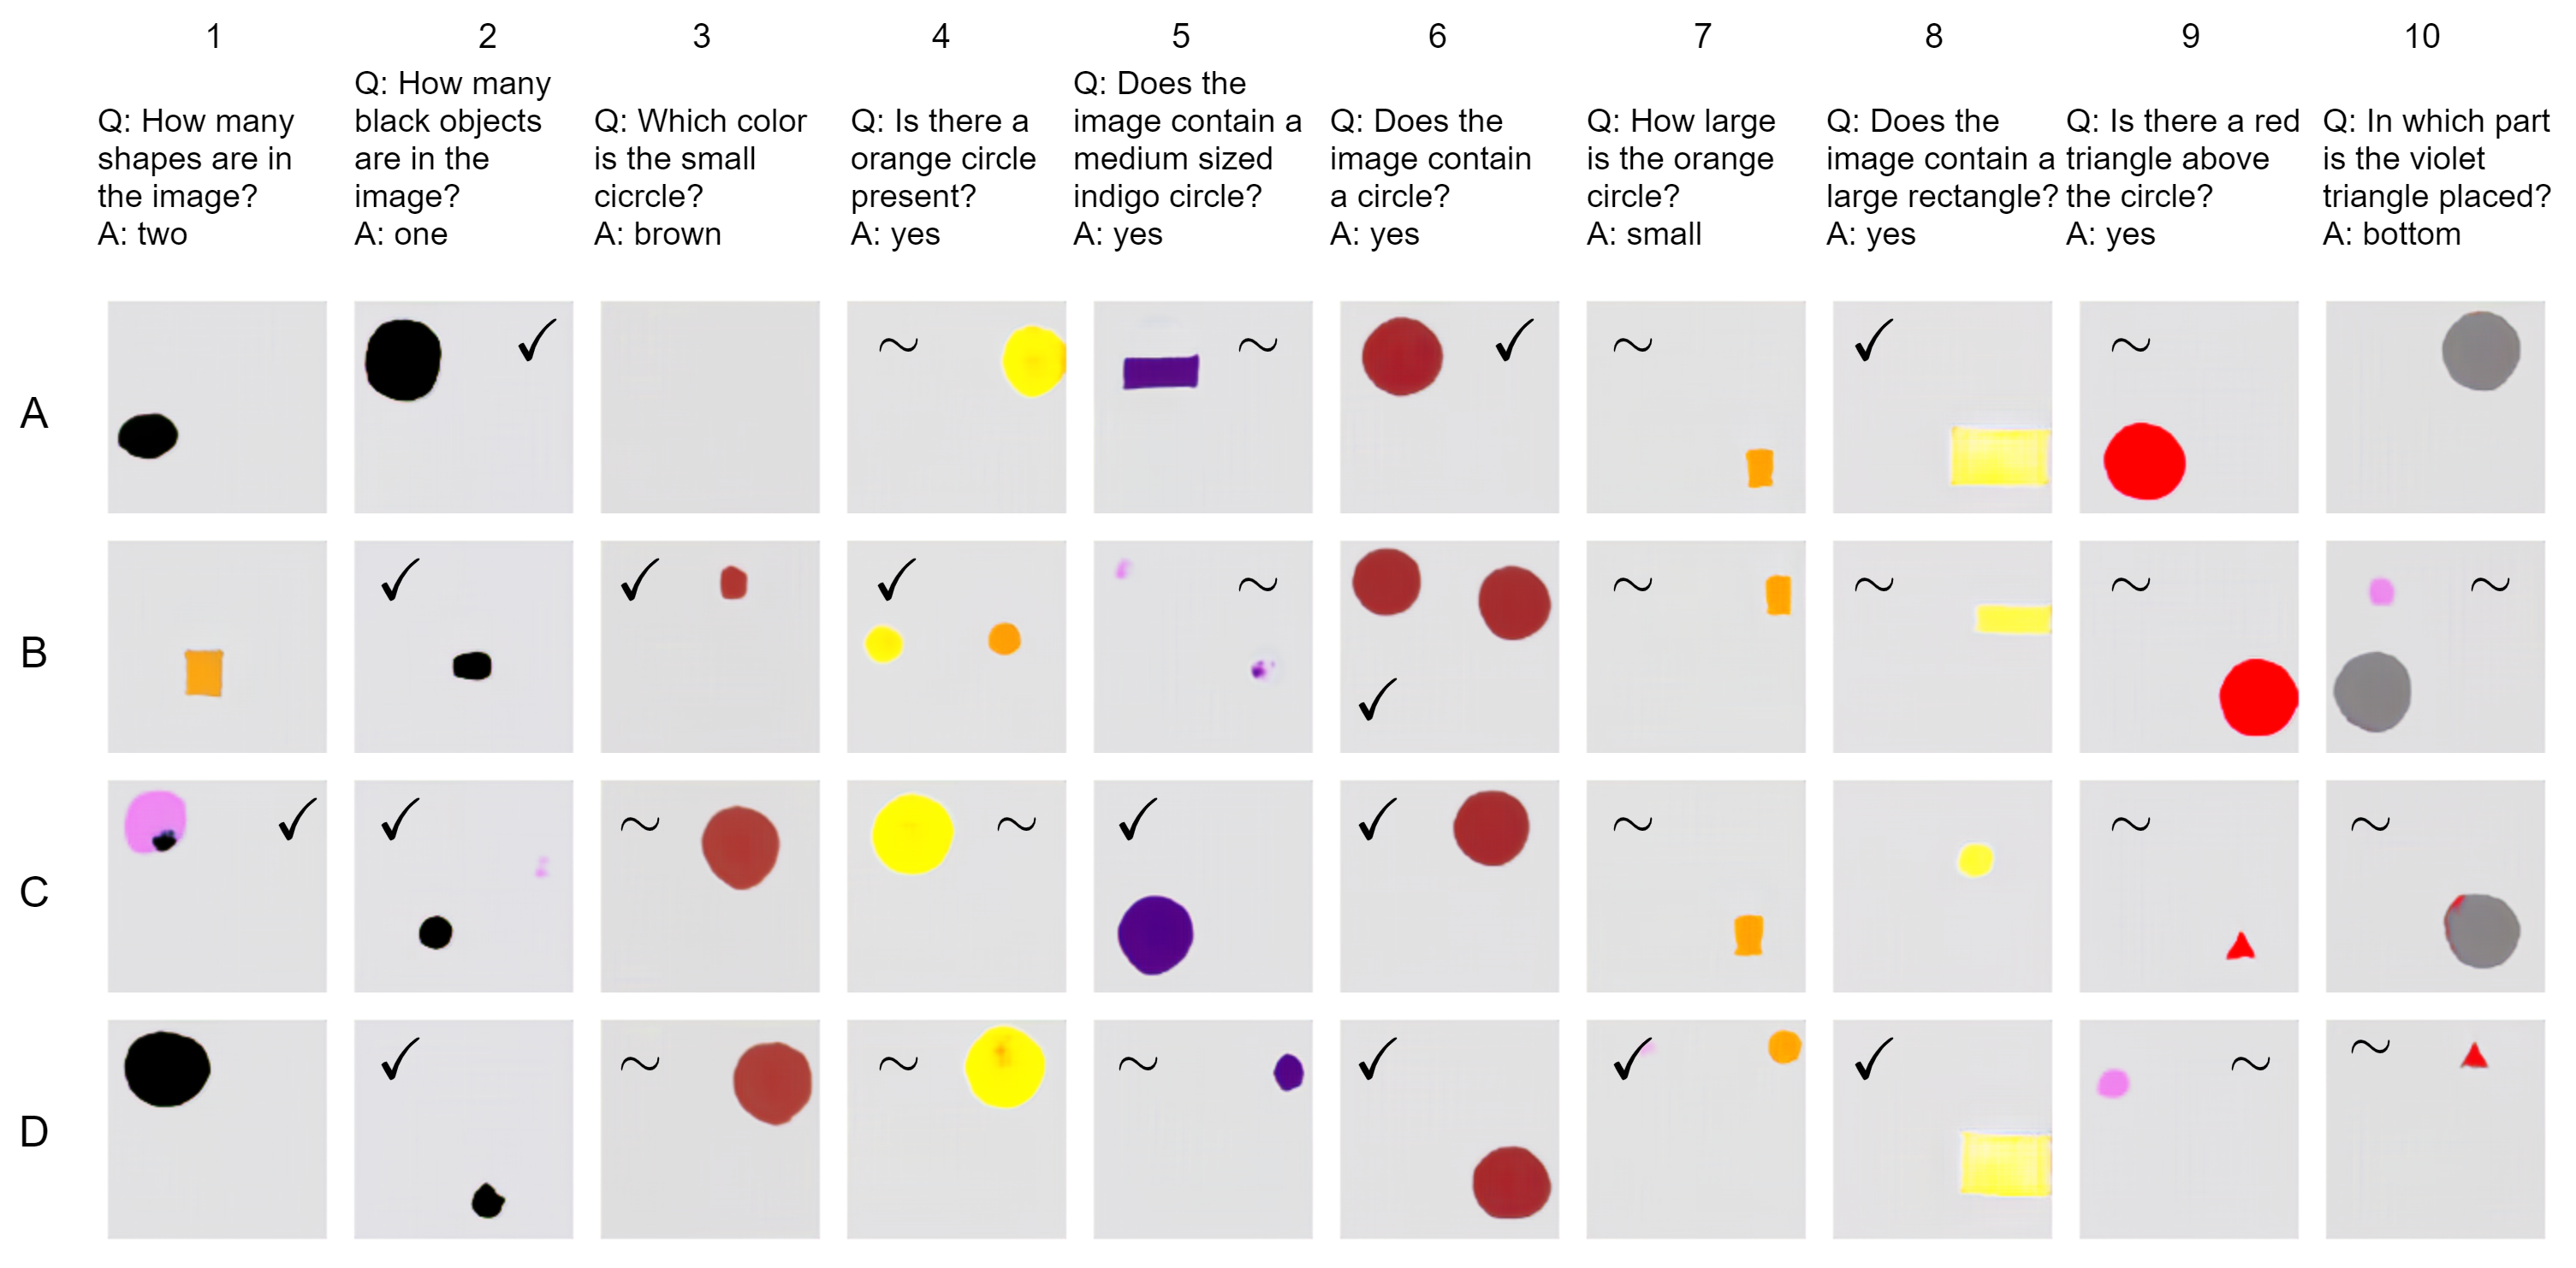 1
2
3
4
5
6
7
8
9
10
Q: How many
shapes are in
the image?
A: two
Q: How many
black objects
are in the
image?
A: one
Q: Which color
is the small
cicrcle?
A: brown
Q: Is there a
orange circle
present?
A: yes
Q: Does the
image contain a
medium sized
indigo circle?
A: yes
Q: Does the
image contain
a circle?
A: yes
Q: How large
is the orange
circle?
A: small
Q: Does the
image contain a
large rectangle?
A: yes
Q: Is there a red
triangle above
the circle?
A: yes
Q: In which part
is the violet
triangle placed?
A: bottom
A
✓ ~ ~ ✓ ~ ✓ ~
B
✓ ✓ ✓ ~ ✓ ~ ~ ~ ~
C
✓ ✓ ~ ~ ✓ ✓ ~ ~ ~
D
✓ ~ ~ ~ ✓ ✓ ✓ ~ ~